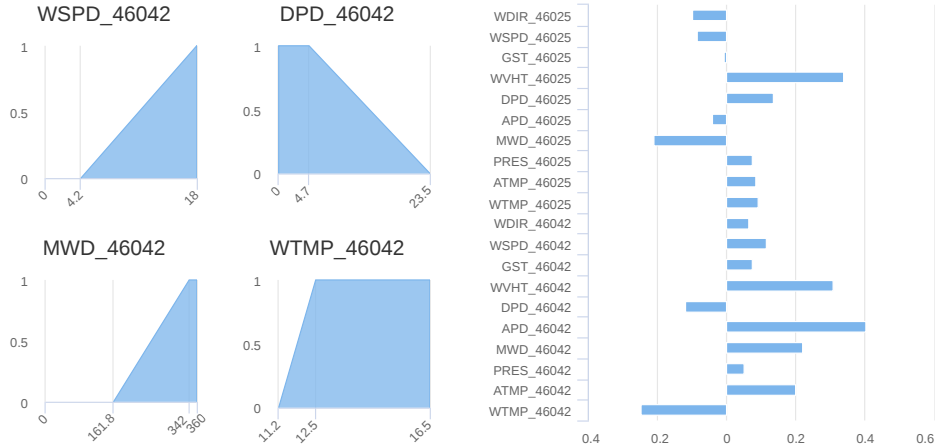 WSPD_46042
1
0.5
0
0
4.2
18
DPD_46042
1
0.5
0
0
4.7
23.5
MWD_46042
1
0.5
0
0
161.8
342
360
WTMP_46042
1
0.5
0
11.2
12.5
16.5
WDIR_46025
WSPD_46025
GST_46025
WVHT_46025
DPD_46025
APD_46025
MWD_46025
PRES_46025
ATMP_46025
WTMP_46025
WDIR_46042
WSPD_46042
GST_46042
WVHT_46042
DPD_46042
APD_46042
MWD_46042
PRES_46042
ATMP_46042
WTMP_46042
0.4 0.2 0 0.2 0.4 0.6